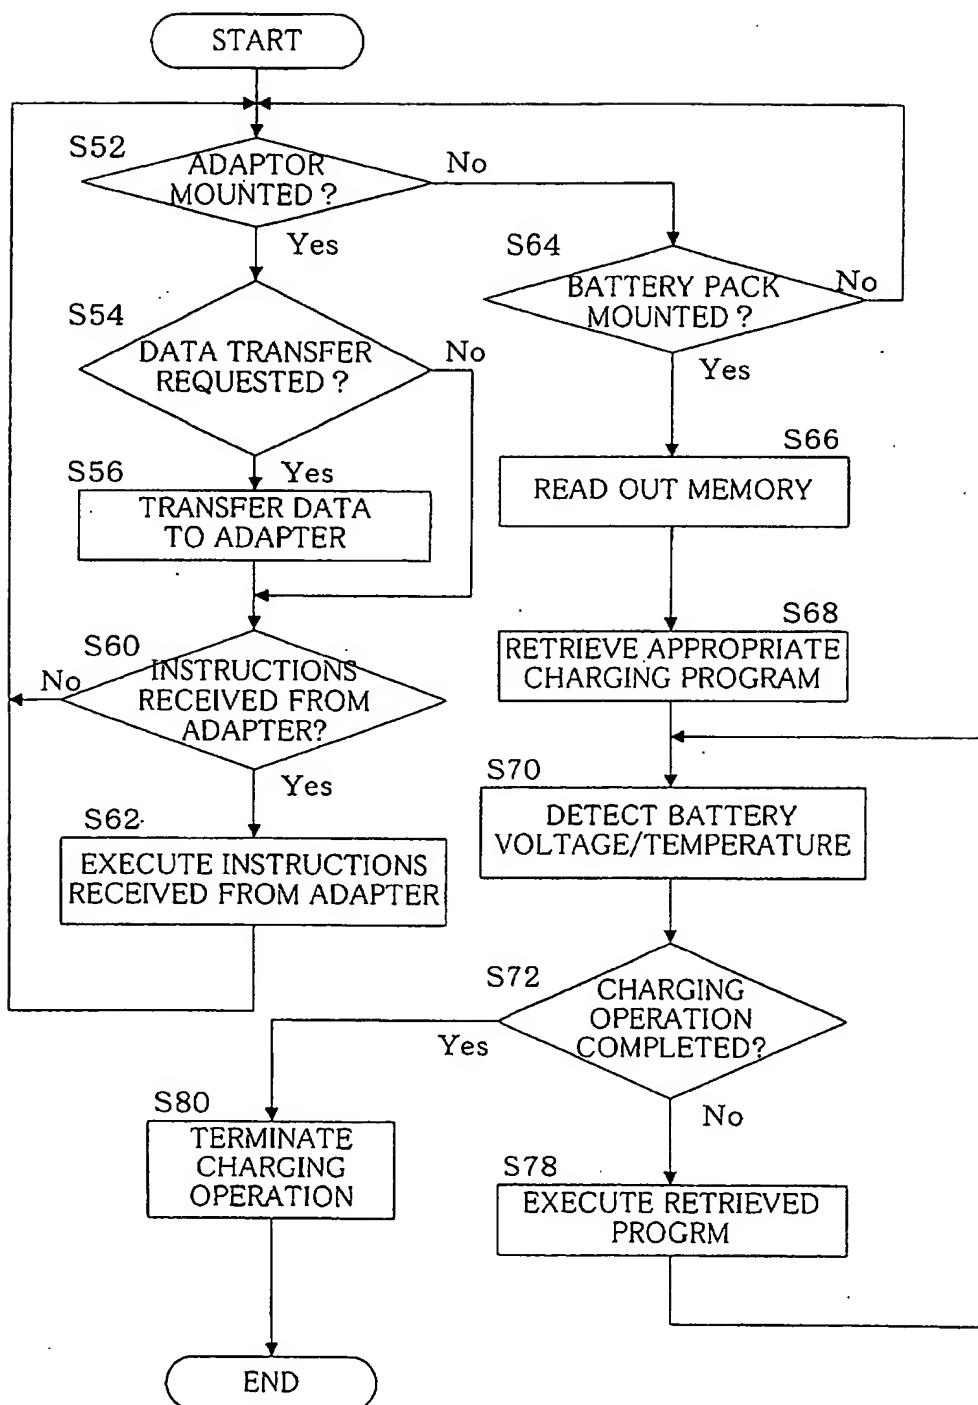 START
S52
ADAPTOR
MOUNTED ?
No
Yes
S64
BATTERY PACK
MOUNTED ?
No
Yes
S54
DATA TRANSFER
REQUESTED ?
No
Yes
S56
TRANSFER DATA
TO ADAPTER
S66
READ OUT MEMORY
S60
INSTRUCTIONS
RECEIVED FROM
ADAPTER?
No
Yes
S68
RETRIEVE APPROPRIATE
CHARGING PROGRAM
S62
EXECUTE INSTRUCTIONS
RECEIVED FROM ADAPTER
S70
DETECT BATTERY
VOLTAGE/TEMPERATURE
S72
CHARGING
OPERATION
COMPLETED?
Yes
No
S80
TERMINATE
CHARGING
OPERATION
S78
EXECUTE RETRIEVED
PROGRM
END